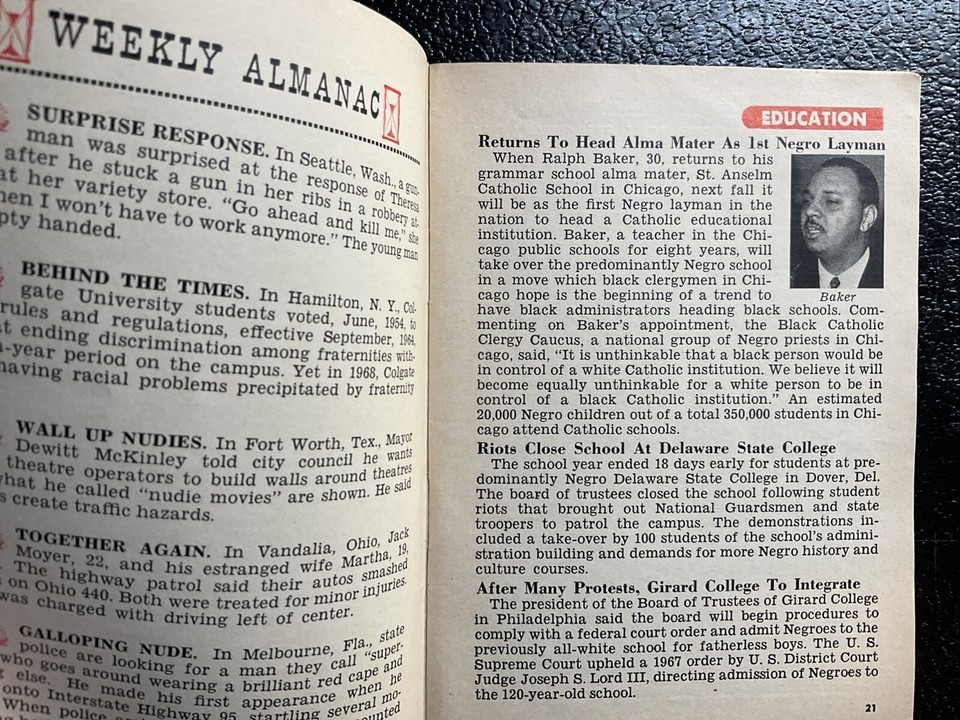 WEEKLY ALMANAC
SURPRISE RESPONSE. In Seattle, Wash., a gun-
man was surprised at the response of Theresa
after he stuck a gun in her ribs in a robbery at-
at her variety store. "Go ahead and kill me," she
hen I won't have to work anymore." The young man
pty handed.
BEHIND THE TIMES. In Hamilton, N. Y., Col-
gate University students voted, June, 1954, to
rules and regulations, effective September, 1964,
t ending discrimination among fraternities with-
-year period on the campus. Yet in 1968, Colgate
having racial problems precipitated by fraternity
WALL UP NUDIES. In Fort Worth, Tex., Mayor
Dewitt McKinley told city council he wants
theatre operators to build walls around theatres
what he called "nudie movies" are shown. He said
s create traffic hazards.
TOGETHER AGAIN. In Vandalia, Ohio, Jack
Moyer, 22, and his estranged wife Martha, 19,
The highway patrol said their autos smashed
s on Ohio 440. Both were treated for minor injuries.
was charged with driving left of center.
GALLOPING NUDE. In Melbourne, Fla., state
police are looking for a man they call "super-
who goes around wearing a brilliant red cape and
g else. He made his first appearance when he
onto Interstate Highway 95, startling several mo-
When police
EDUCATION
Returns To Head Alma Mater As 1st Negro Layman
When Ralph Baker, 30, returns to his
grammar school alma mater, St. Anselm
Catholic School in Chicago, next fall it
will be as the first Negro layman in the
nation to head a Catholic educational
institution. Baker, a teacher in the Chi-
cago public schools for eight years, will
take over the predominantly Negro school
in a move which black clergymen in Chi-
cago hope is the beginning of a trend to
Baker
have black administrators heading black schools. Com-
menting on Baker's appointment, the Black Catholic
Clergy Caucus, a national group of Negro priests in Chi-
cago, said, "It is unthinkable that a black person would be
in control of a white Catholic institution. We believe it will
become equally unthinkable for a white person to be in
control of a black Catholic institution." An estimated
20,000 Negro children out of a total 350,000 students in Chi-
cago attend Catholic schools.
Riots Close School At Delaware State College
The school year ended 18 days early for students at pre-
dominantly Negro Delaware State College in Dover, Del.
The board of trustees closed the school following student
riots that brought out National Guardsmen and state
troopers to patrol the campus. The demonstrations in-
cluded a take-over by 100 students of the school's admini-
stration building and demands for more Negro history and
culture courses.
After Many Protests, Girard College To Integrate
The president of the Board of Trustees of Girard College
in Philadelphia said the board will begin procedures to
comply with a federal court order and admit Negroes to the
previously all-white school for fatherless boys. The U. S.
Supreme Court upheld a 1967 order by U. S. District Court
Judge Joseph S. Lord III, directing admission of Negroes to
the 120-year-old school.
21